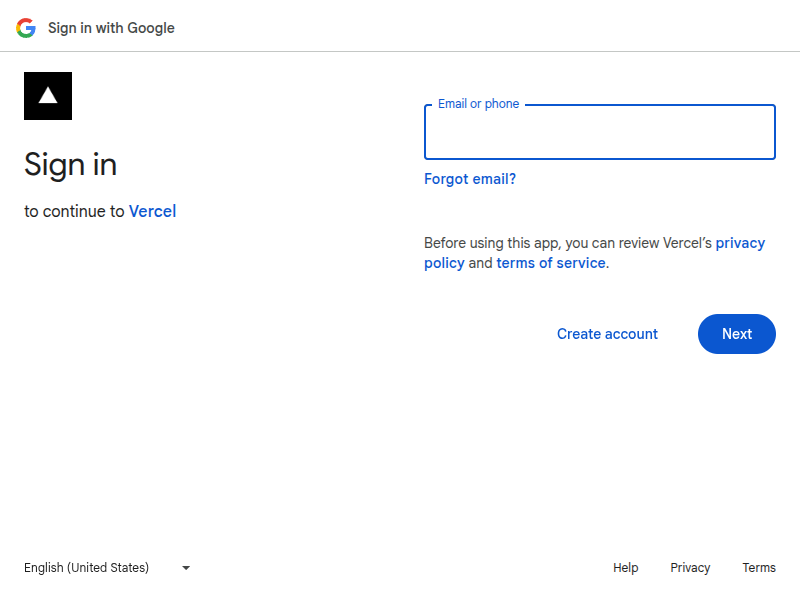 Sign in with Google
Sign in
to continue to Vercel
Email or phone
Forgot email?
Before using this app, you can review Vercel’s privacy
policy and terms of service.
Create account
Next
English (United States)
Help
Privacy
Terms